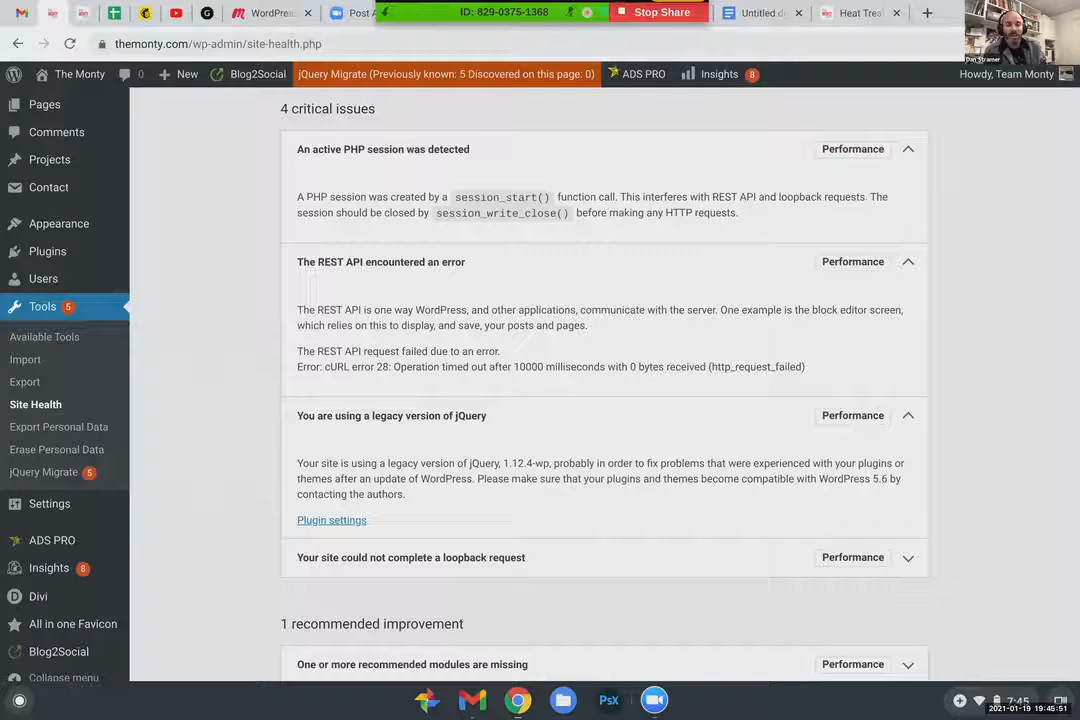 WordPre
Post A
ID: 829-0375-1368
Stop Share
Untitled d
Heat Trea
themonty.com/wp-admin/site-health.php
Dan Stramer
The Monty
0
New
Blog2Social
jQuery Migrate (Previously known: 5 Discovered on this page: 0)
ADS PRO
Insights
8
Howdy, Team Monty
Pages
Comments
Projects
Contact
Appearance
Plugins
Users
Tools 5
Available Tools
Import
Export
Site Health
Export Personal Data
Erase Personal Data
jQuery Migrate 5
Settings
ADS PRO
Insights 8
Divi
All in one Favicon
Blog2Social
Collapse menu
4 critical issues
An active PHP session was detected
Performance
A PHP session was created by a session_start() function call. This interferes with REST API and loopback requests. The
session should be closed by session_write_close() before making any HTTP requests.
The REST API encountered an error
Performance
The REST API is one way WordPress, and other applications, communicate with the server. One example is the block editor screen,
which relies on this to display, and save, your posts and pages.
The REST API request failed due to an error.
Error: cURL error 28: Operation timed out after 10000 milliseconds with 0 bytes received (http_request_failed)
You are using a legacy version of jQuery
Performance
Your site is using a legacy version of jQuery, 1.12.4-wp, probably in order to fix problems that were experienced with your plugins or
themes after an update of WordPress. Please make sure that your plugins and themes become compatible with WordPress 5.6 by
contacting the authors.
Plugin settings
Your site could not complete a loopback request
Performance
1 recommended improvement
One or more recommended modules are missing
Performance
PsX
7:45
2021-01-19 19:45:51